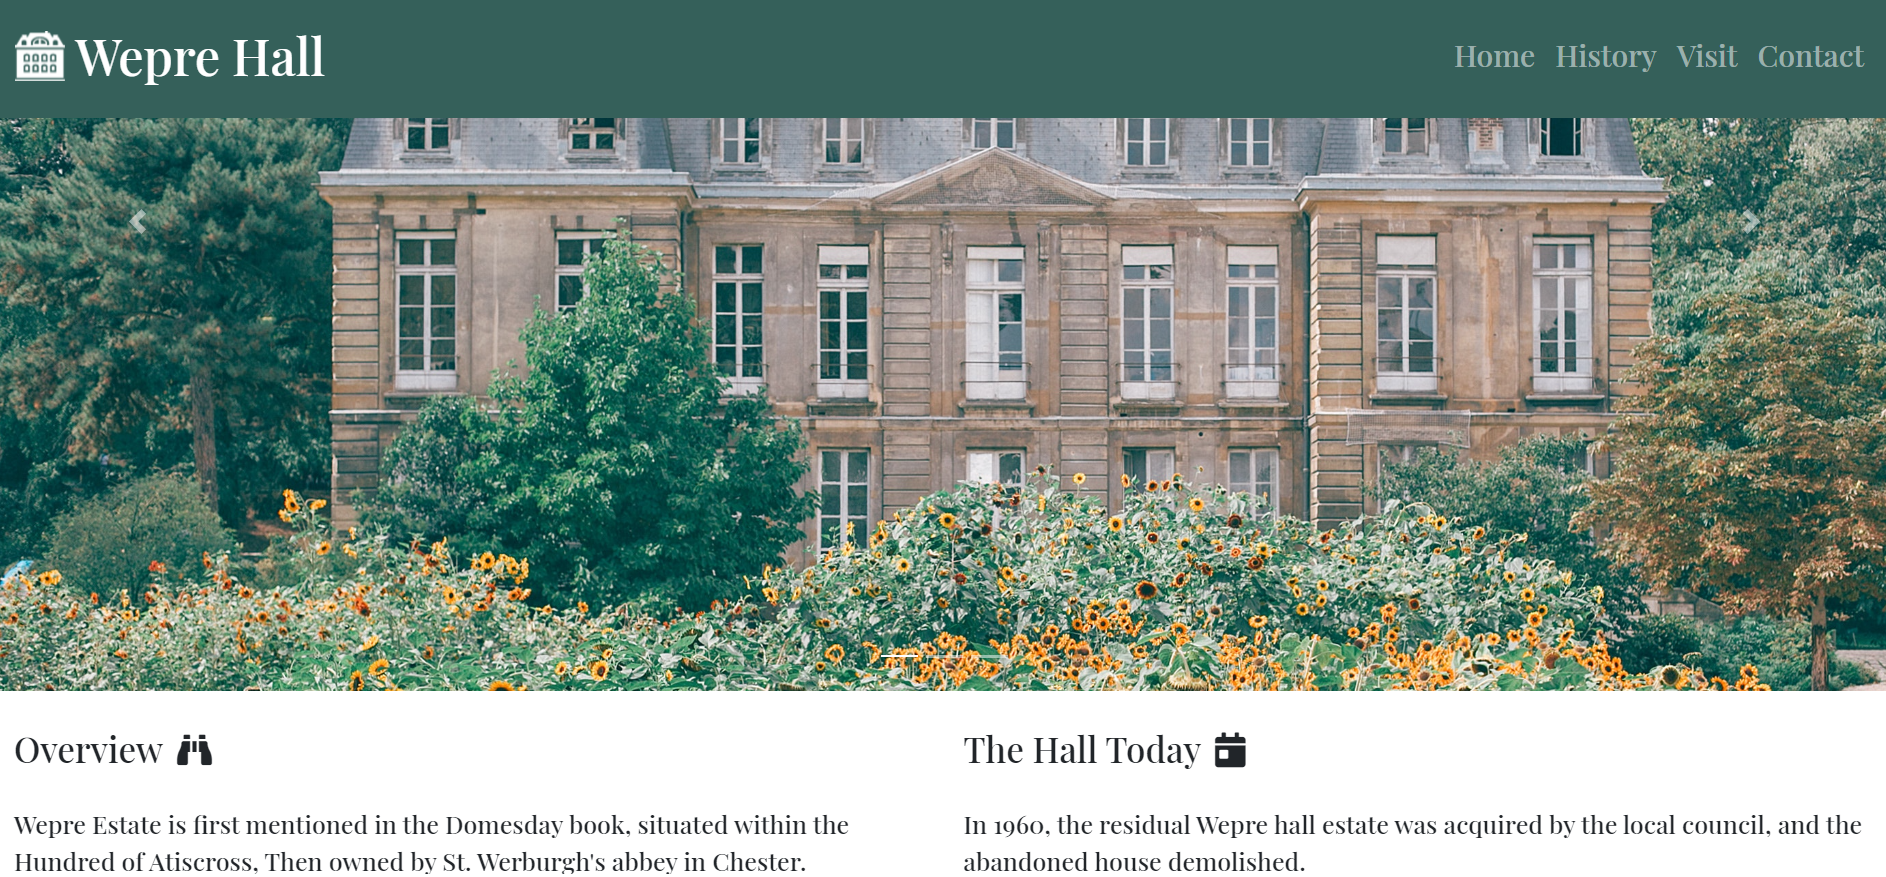 Wepre Hall
Home History Visit Contact
Overview
Wepre Estate is first mentioned in the Domesday book, situated within the
Hundred of Atiscross, Then owned by St. Werburgh's abbey in Chester.
The Hall Today
In 1960, the residual Wepre hall estate was acquired by the local council, and the
abandoned house demolished.